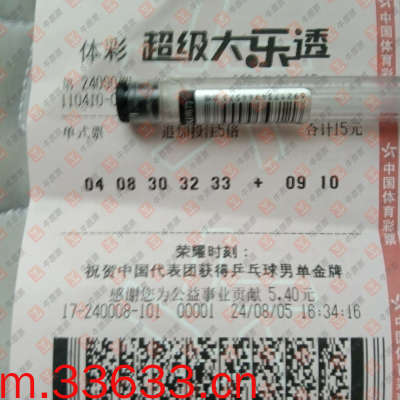 体彩 超级大乐透
110410-
单式票 追加投注5倍 合计15元
04 08 30 32 33 + 09 10
荣耀时刻：
祝贺中国代表团获得乒乓球男单金牌
感谢您为公益事业贡献 5.40元
17-240008-101 00001 24/08/05 16:34:16
m.33633.cn
中国体育彩票
中国体育彩票